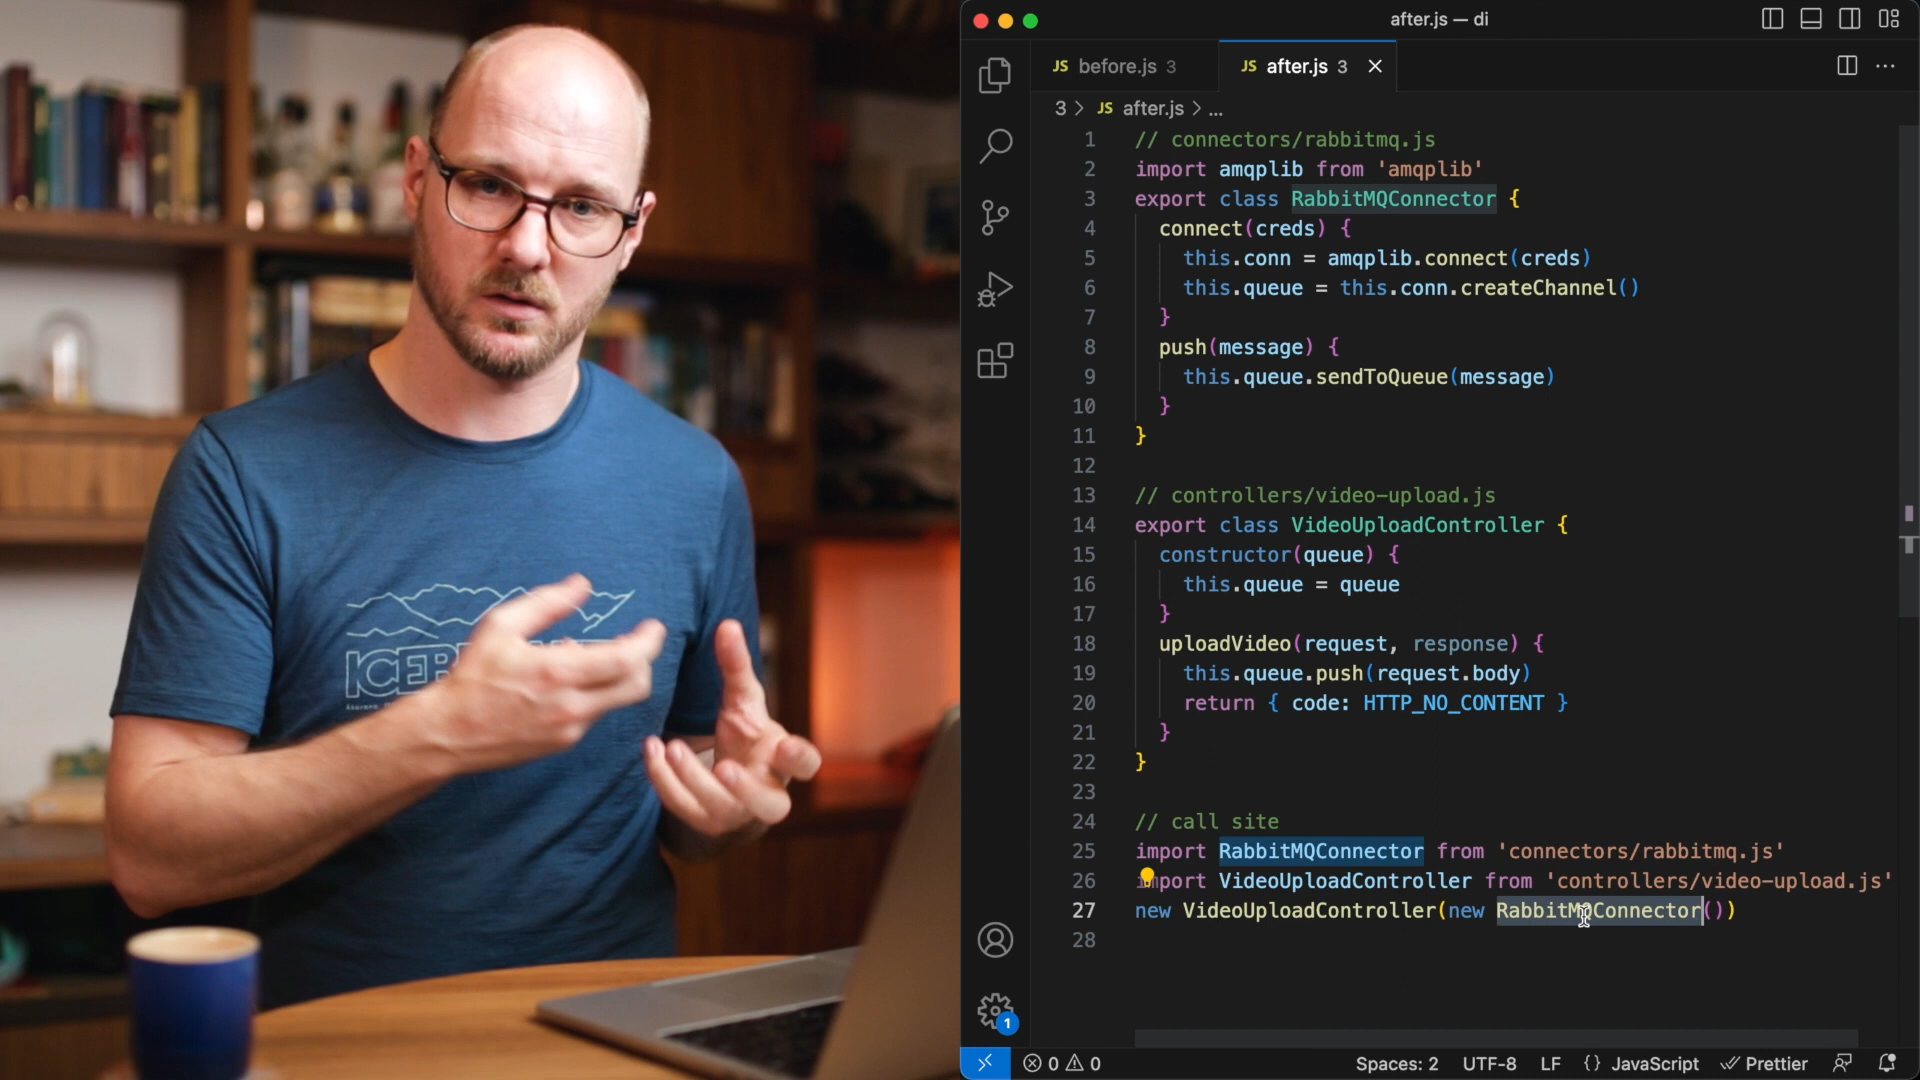 ICEB
after.js — di
JS before.js 3
JS after.js 3
3 > JS after.js > ...
1 // connectors/rabbitmq.js
2 import amqplib from 'amqplib'
3 export class RabbitMQConnector {
4 connect(creds) {
5 this.conn = amqplib.connect(creds)
6 this.queue = this.conn.createChannel()
7 }
8 push(message) {
9 this.queue.sendToQueue(message)
10 }
11 }
12
13 // controllers/video-upload.js
14 export class VideoUploadController {
15 constructor(queue) {
16 this.queue = queue
17 }
18 uploadVideo(request, response) {
19 this.queue.push(request.body)
20 return { code: HTTP_NO_CONTENT }
21 }
22 }
23
24 // call site
25 import RabbitMQConnector from 'connectors/rabbitmq.js'
26 import VideoUploadController from 'controllers/video-upload.js'
27 new VideoUploadController(new RabbitMQConnector())
28
1
0 0 Spaces: 2 UTF-8 LF {} JavaScript Prettier